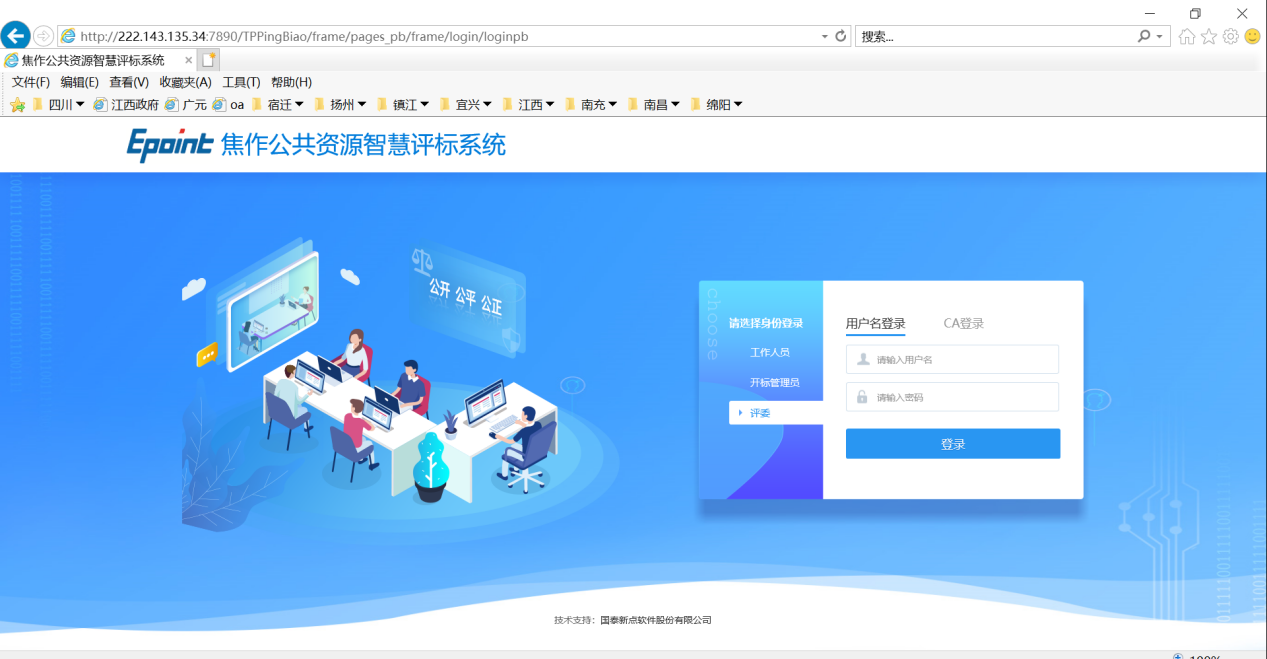 http://222.143.135.34:7890/TPPingBiao/frame/pages_pb/frame/login/loginpb
搜索...
焦作公共资源智慧评标系统
文件(F) 编辑(E) 查看(V) 收藏夹(A) 工具(T) 帮助(H)
四川 江西政府 广元 oa 宿迁 扬州 镇江 宜兴 江西 南充 南昌 绵阳
Epoint 焦作公共资源智慧评标系统
公开 公平 公正
choose
请选择身份登录
工作人员
开标管理员
评委
用户名登录 CA登录
请输入用户名
请输入密码
登录
技术支持：国泰新点软件股份有限公司